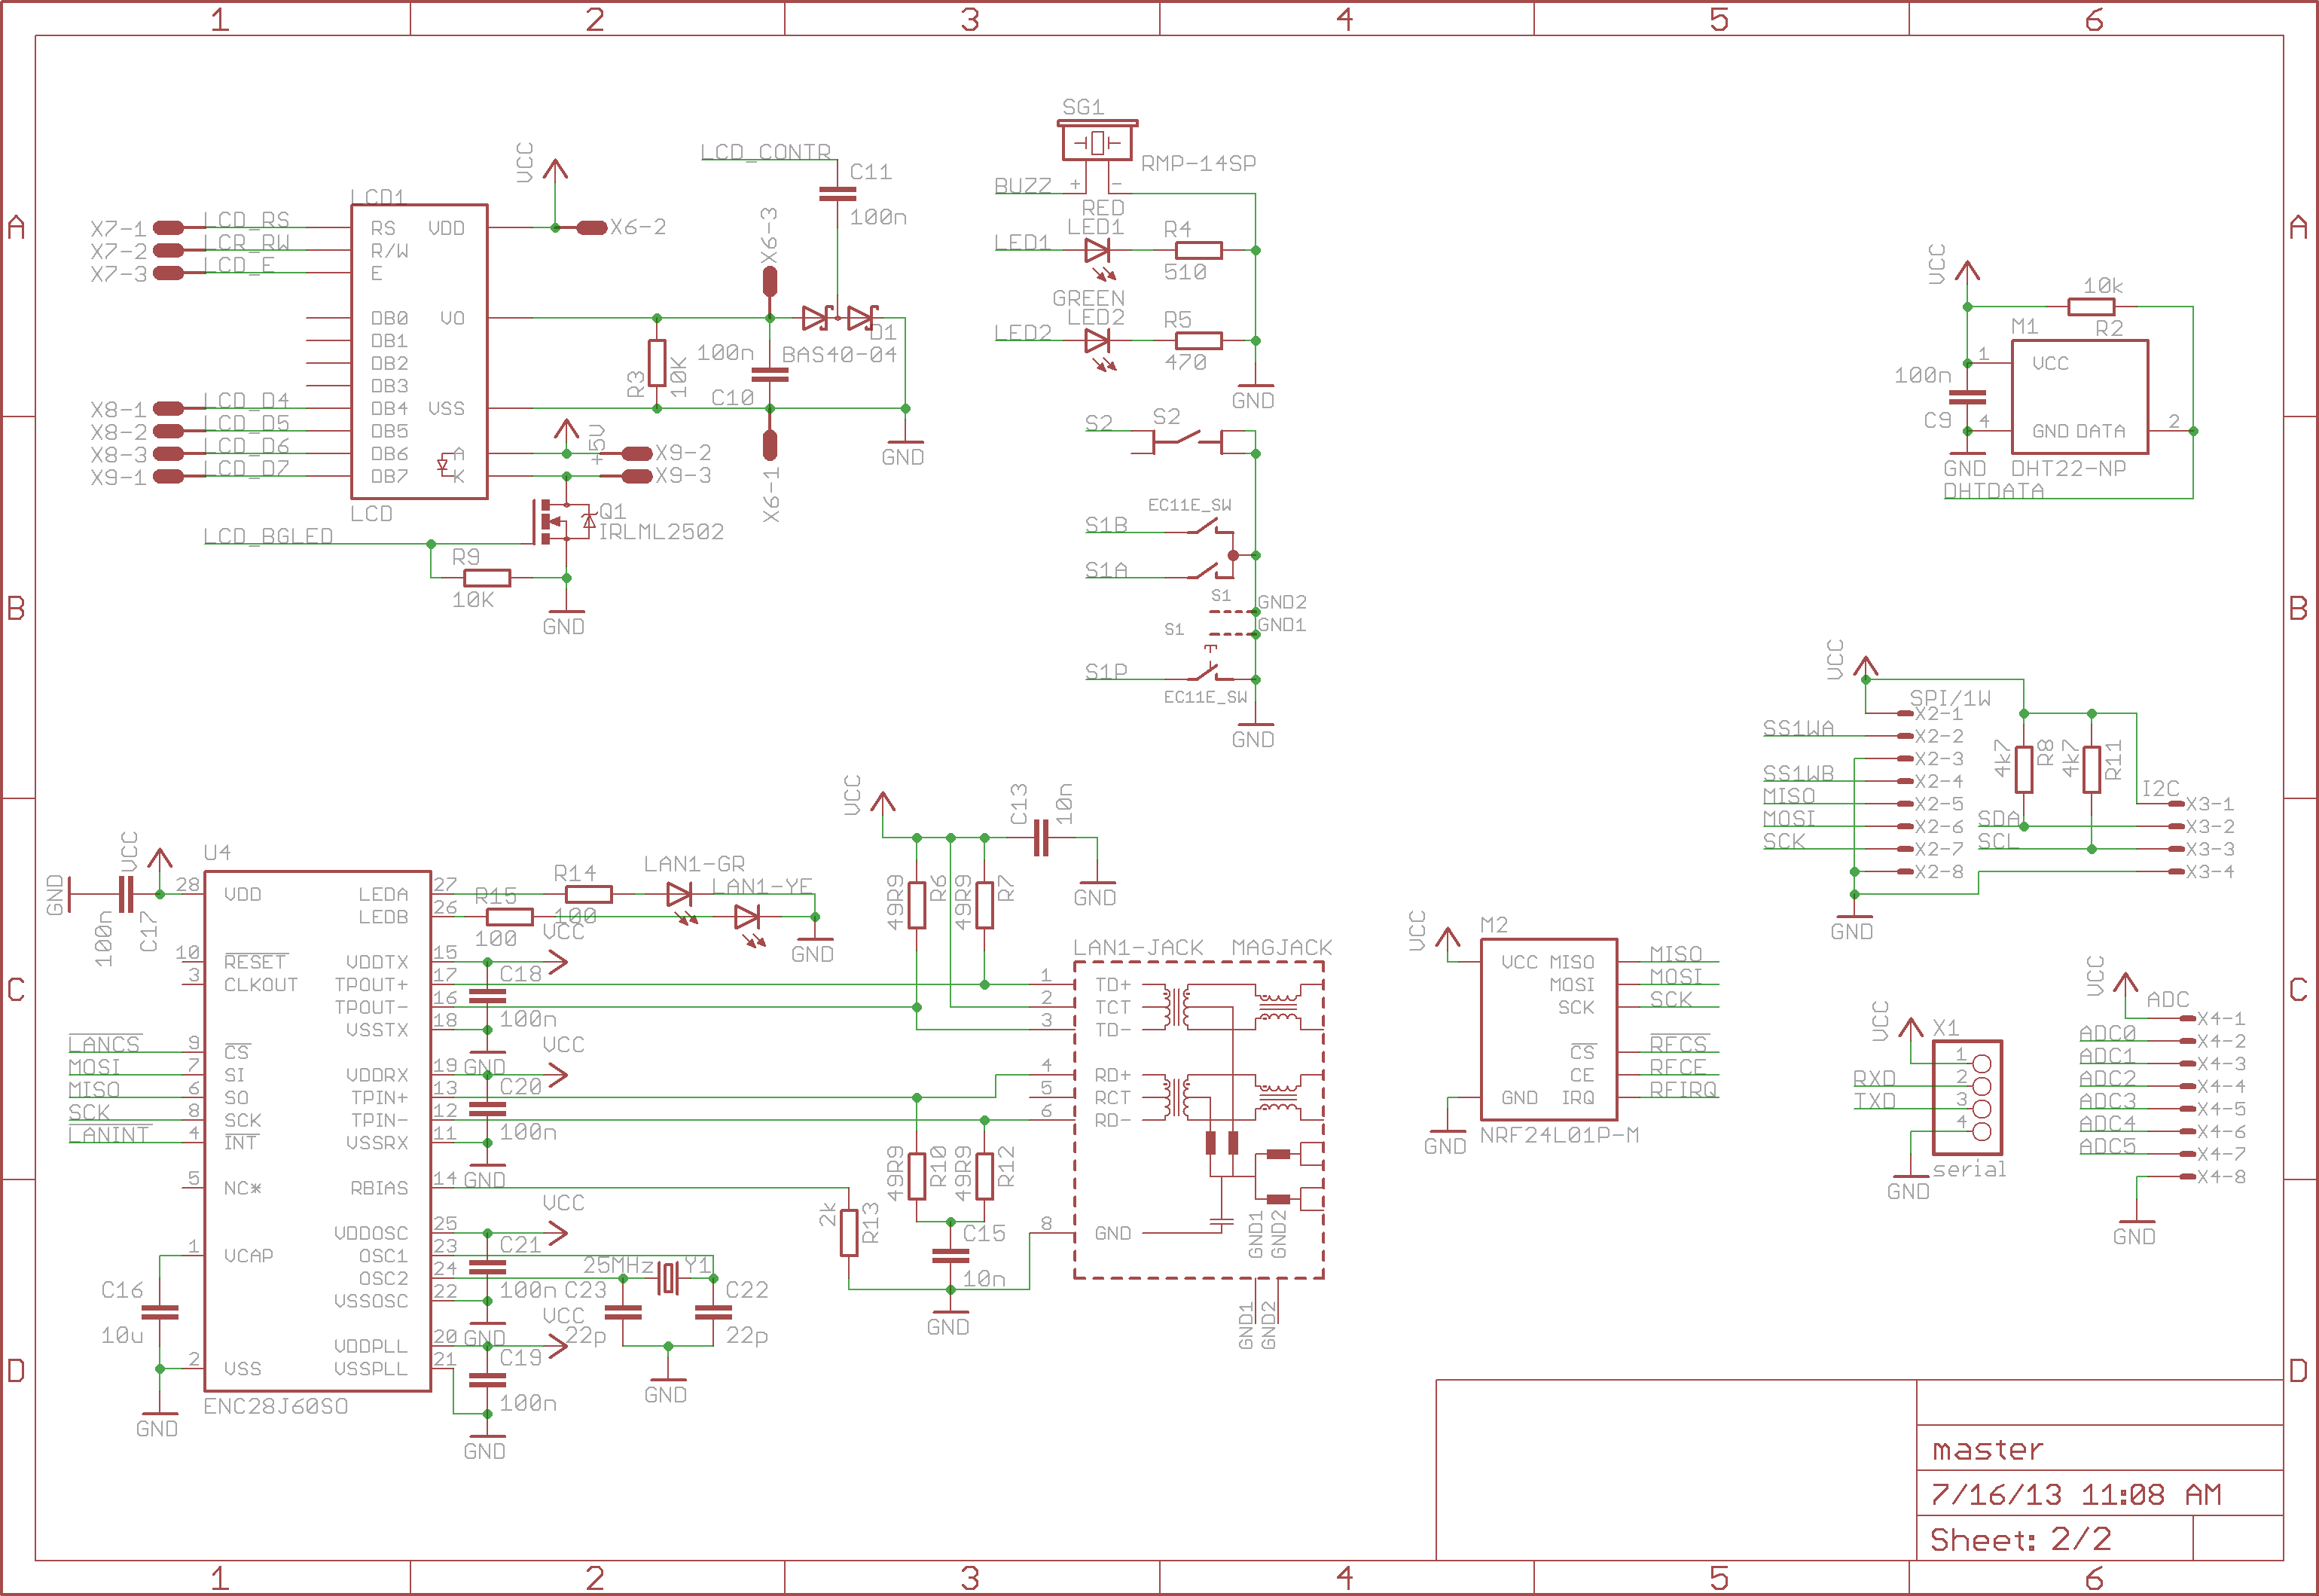 1 2 3 4 5 6
A
B
C
D
A
B
C
D
LCD1
X7-1 LCD_RS RS VDD
X7-2 LCR_RW R/W
X7-3 LCD_E E
VCC
X6-2
DB0 VO
DB1
DB2
DB3
X8-1 LCD_D4 DB4 VSS
X8-2 LCD_D5 DB5
X8-3 LCD_D6 DB6 A
X9-1 LCD_D7 DB7 K
LCD
+5V
X9-2
X9-3
Q1
IRLML2502
LCD_BGLED
R9
10K
GND
LCD_CONTR
C11
100n
X6-3
D1
BAS40-04
100n
C10
R3
10K
X6-1
GND
SG1
RMP-14SP
BUZZ + -
RED
LED1
LED1
R4
510
GREEN
LED2
LED2
R5
470
GND
S2 S2
EC11E_SW
S1B
S1A
S1
GND2
GND1
S1
S1P
EC11E_SW
GND
VCC
10k
R2
M1
1 VCC
100n
C9
4 GND DATA 2
GND
DHT22-NP
DHTDATA
VCC
SPI/1W
X2-1
SS1WA X2-2
X2-3
SS1WB X2-4
MISO X2-5
MOSI X2-6
SCK X2-7
X2-8
GND
4k7
R8
4k7
R11
I2C
X3-1
SDA X3-2
SCL X3-3
X3-4
U4
VCC
GND
100n
C17
28 VDD LEDA 27
LEDB 26
10 RESET VDDTX 15
3 CLKOUT TPOUT+ 17
TPOUT- 16
VSSTX 18
LANCS 9 CS
MOSI 7 SI VDDRX 19
MISO 6 SO TPIN+ 13
SCK 8 SCK TPIN- 12
LANINT 4 INT VSSRX 11
5 NC* RBIAS 14
VDDOSC 25
1 VCAP OSC1 23
OSC2 24
VSSOSC 22
VDDPLL 20
2 VSS VSSPLL 21
C16
10u
GND
ENC28J60SO
R14
100
R15
100
LAN1-GR
LAN1-YE
GND
VCC
C18
100n
GND
VCC
C20
100n
GND
VCC
C21
100n
GND
VCC
C19
100n
GND
25MHz Y1
C23
22p
C22
22p
GND
VCC
C13
10n
GND
49R9
R6
49R9
R7
49R9
R10
49R9
R12
2k
R13
C15
10n
GND
LAN1-JACK MAGJACK
1 TD+
2 TCT
3 TD-
4 RD+
5 RCT
6 RD-
8 GND
GND1
GND2
GND1
GND2
VCC
M2
VCC MISO MISO
MOSI MOSI
SCK SCK
CS RFCS
CE RFCE
GND IRQ RFIRQ
GND
NRF24L01P-M
VCC
X1
1
RXD 2
TXD 3
4
GND
serial
VCC
ADC
X4-1
ADC0 X4-2
ADC1 X4-3
ADC2 X4-4
ADC3 X4-5
ADC4 X4-6
ADC5 X4-7
X4-8
GND
master
7/16/13 11:08 AM
Sheet: 2/2
1 2 3 4 5 6